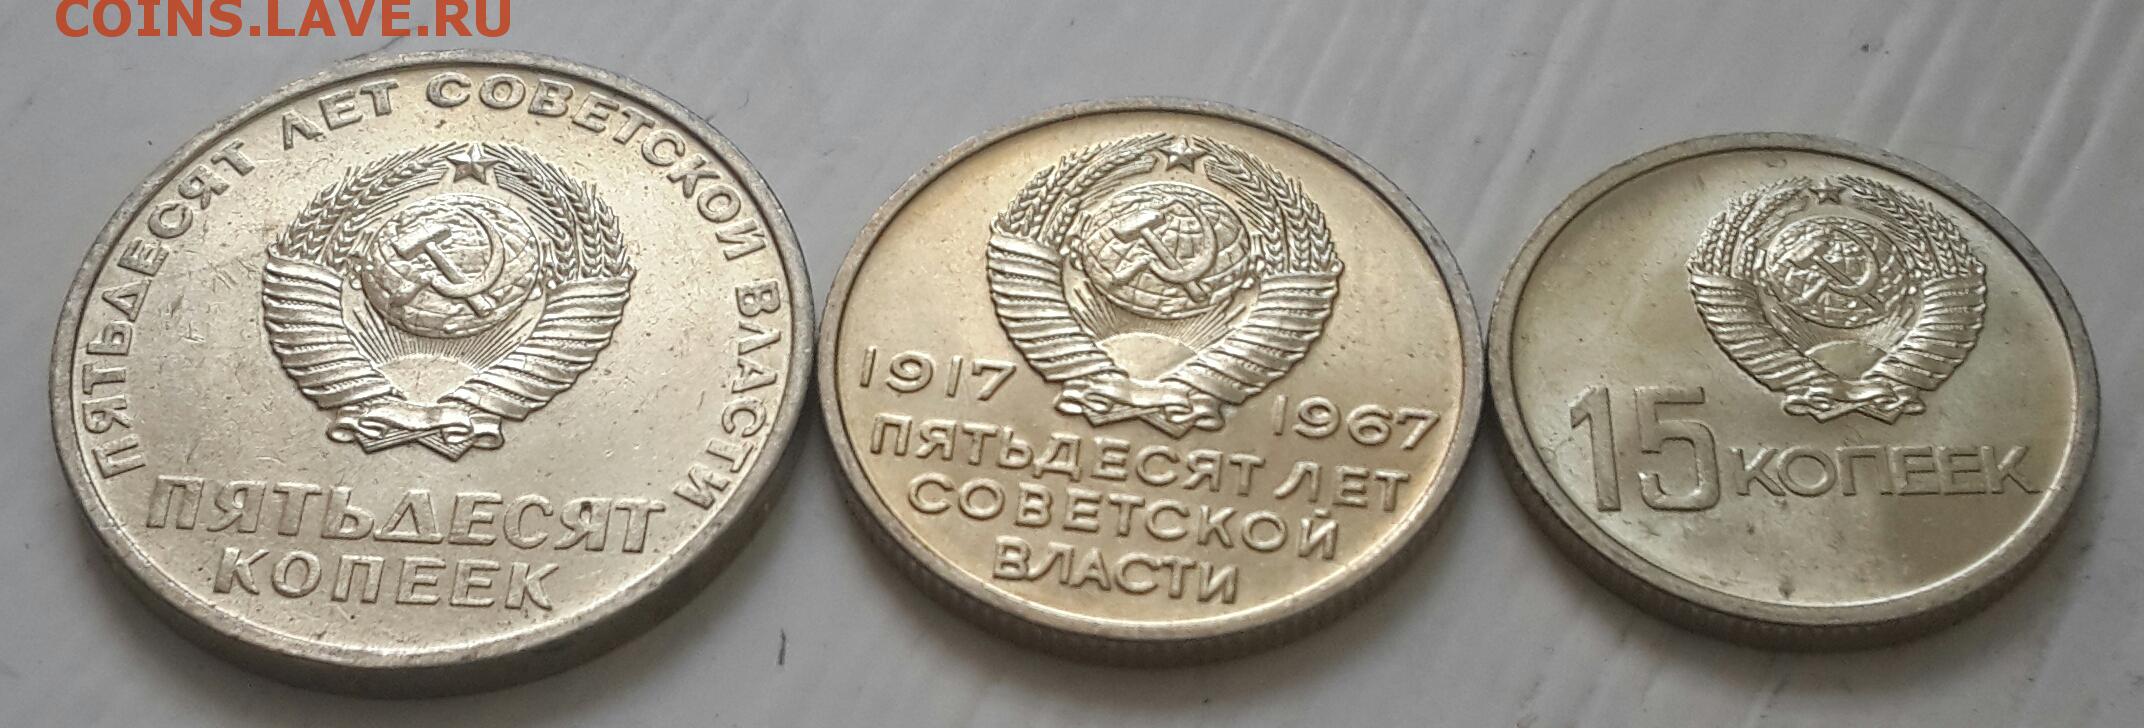 COINS.LAVE.RU
ПЯТЬДЕСЯТ ЛЕТ СОВЕТСКОЙ ВЛАСТИ
ПЯТЬДЕСЯТ
КОПЕЕК
1917 1967
ПЯТЬДЕСЯТ ЛЕТ
СОВЕТСКОЙ
ВЛАСТИ
15 КОПЕЕК